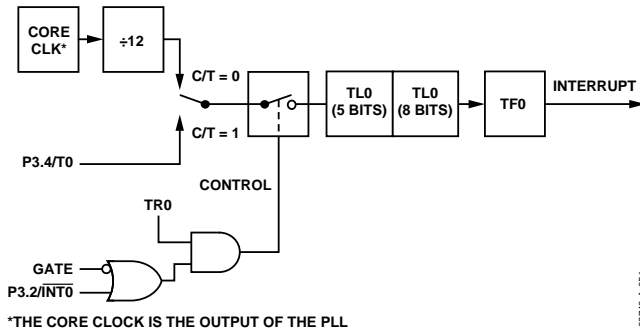 CORE
CLK*
÷12
C/T = 0
C/T = 1
P3.4/T0
TL0
(5 BITS)
TL0
(8 BITS)
TF0
INTERRUPT
CONTROL
TR0
GATE
P3.2/INT0
*THE CORE CLOCK IS THE OUTPUT OF THE PLL